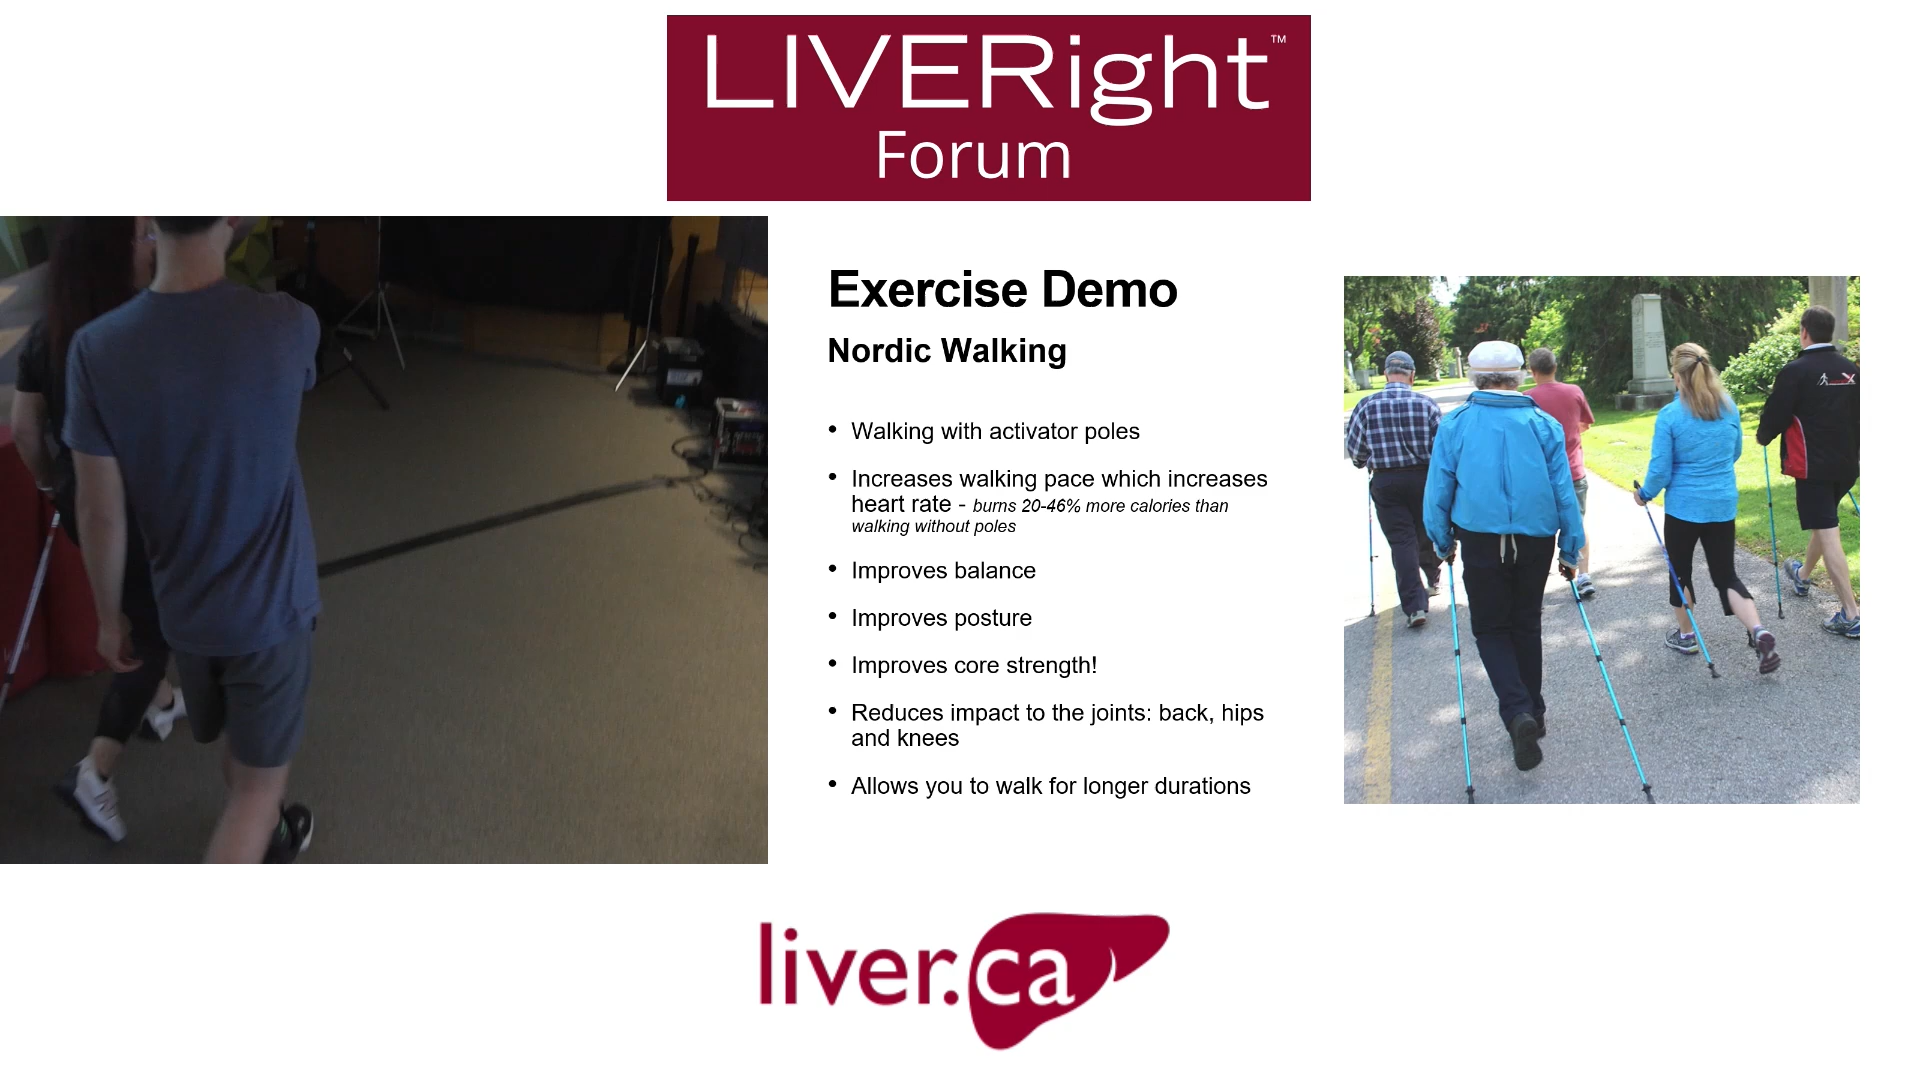 LIVERight™
Forum
Exercise Demo
Nordic Walking
• Walking with activator poles
• Increases walking pace which increases
heart rate - burns 20-46% more calories than
walking without poles
• Improves balance
• Improves posture
• Improves core strength!
• Reduces impact to the joints: back, hips
and knees
• Allows you to walk for longer durations
liver.ca